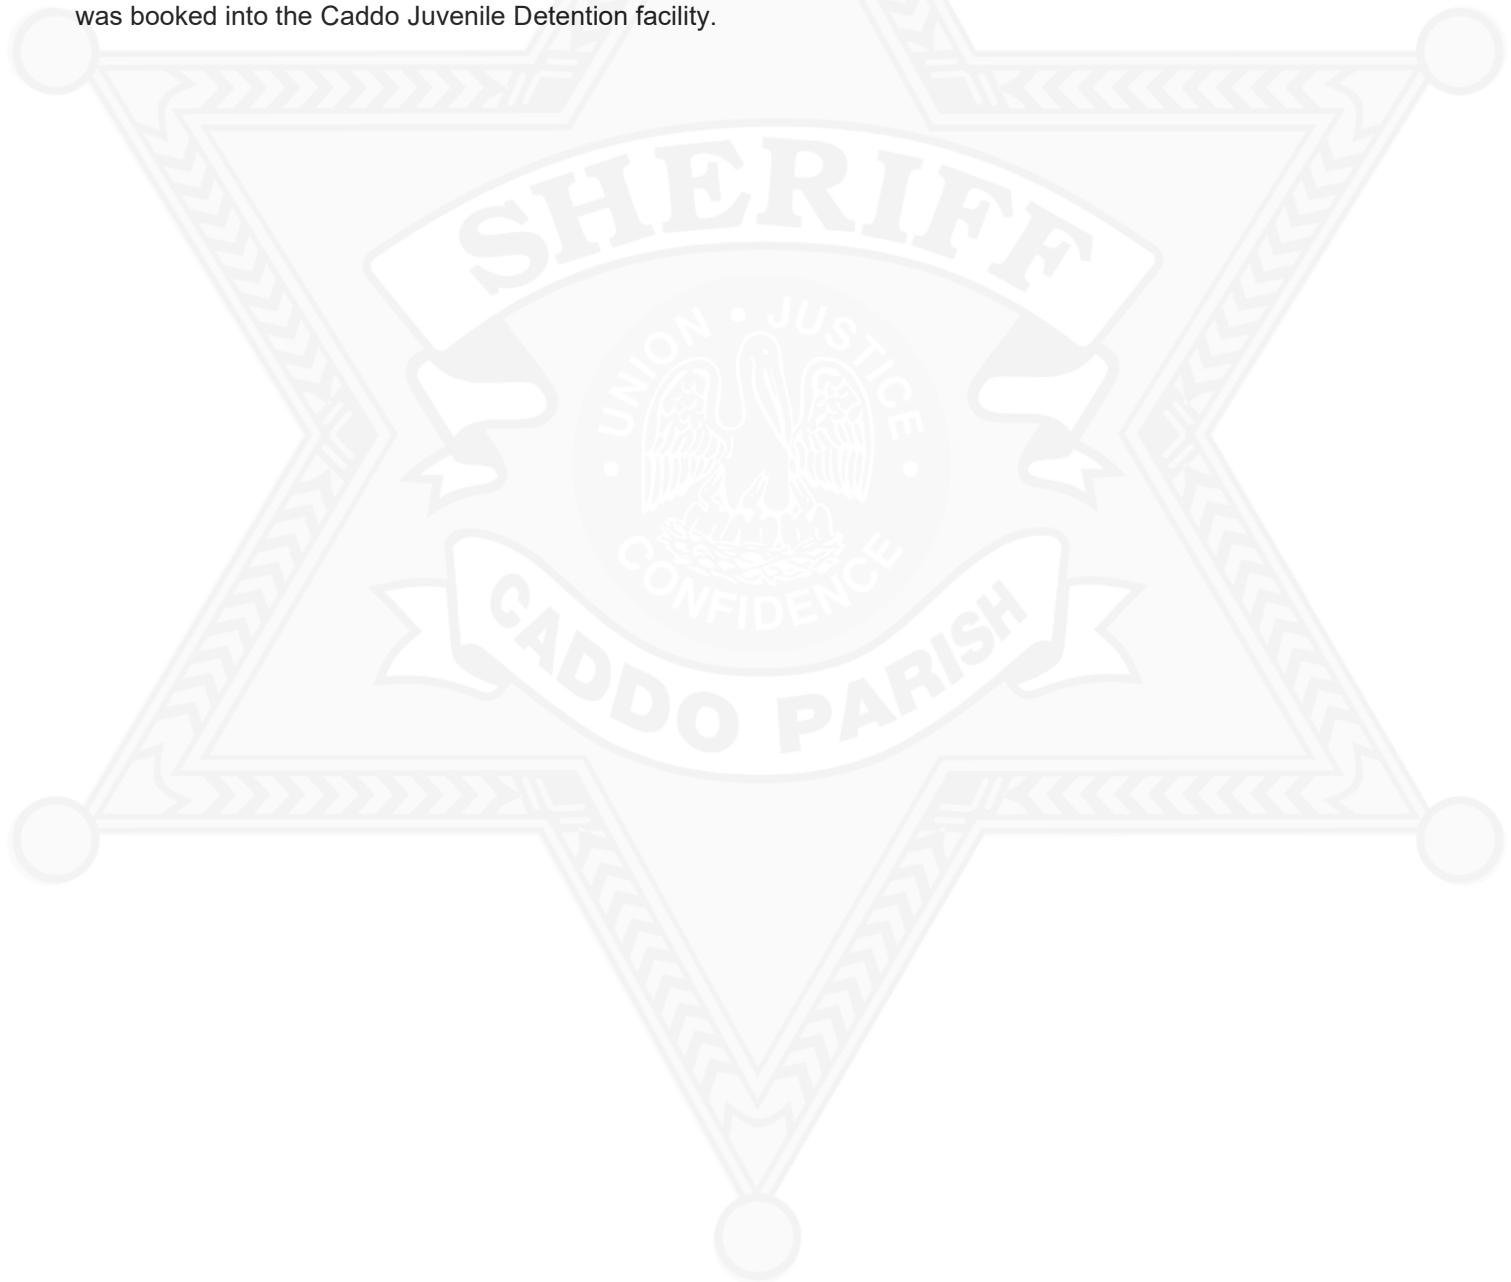 was booked into the Caddo Juvenile Detention facility.
SHERIFF
UNION • JUSTICE
• CONFIDENCE •
CADDO PARISH